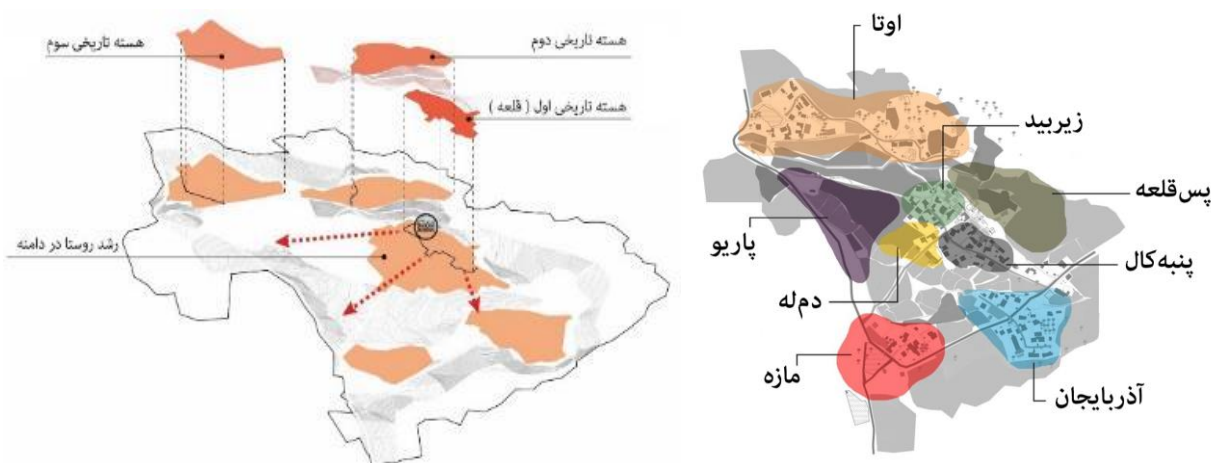 هسته تاریخی دوم
هسته تاریخی سوم
هسته تاریخی اول ( قلعه )
رشد روستا در دامنه
اوتا
زیربید
پس‌قلعه
پاریو
پنبه‌کال
دم‌له
مازه
آذربایجان